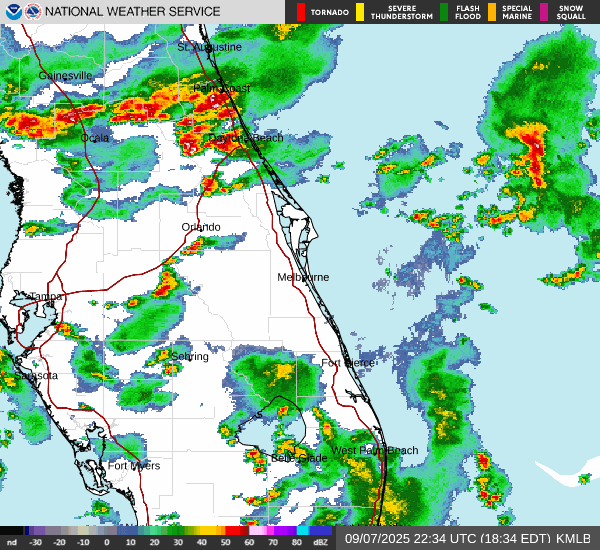 NATIONAL WEATHER SERVICE
TORNADO
SEVERE THUNDERSTORM
FLASH FLOOD
SPECIAL MARINE
SNOW SQUALL
St. Augustine
Gainesville
Palm Coast
Ocala
Daytona Beach
Orlando
Melbourne
Tampa
Sebring
Fort Pierce
Sarasota
West Palm Beach
Belle Glade
Fort Myers
nd -30 -20 -10 0 10 20 30 40 50 60 70 80 dBZ
09/07/2025 22:34 UTC (18:34 EDT) KMLB